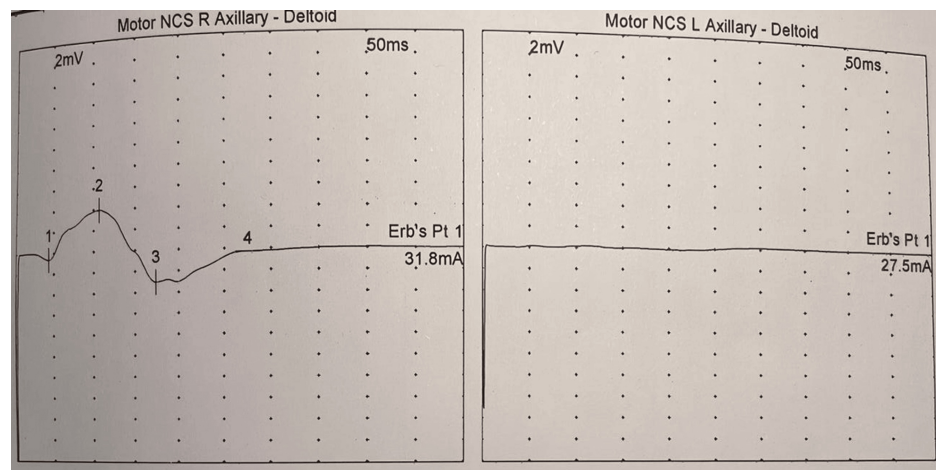 Motor NCS R Axillary - Deltoid
2mV
50ms
2
1
3
4
Erb's Pt 1
31.8mA
Motor NCS L Axillary - Deltoid
2mV
50ms
Erb's Pt 1
27.5mA